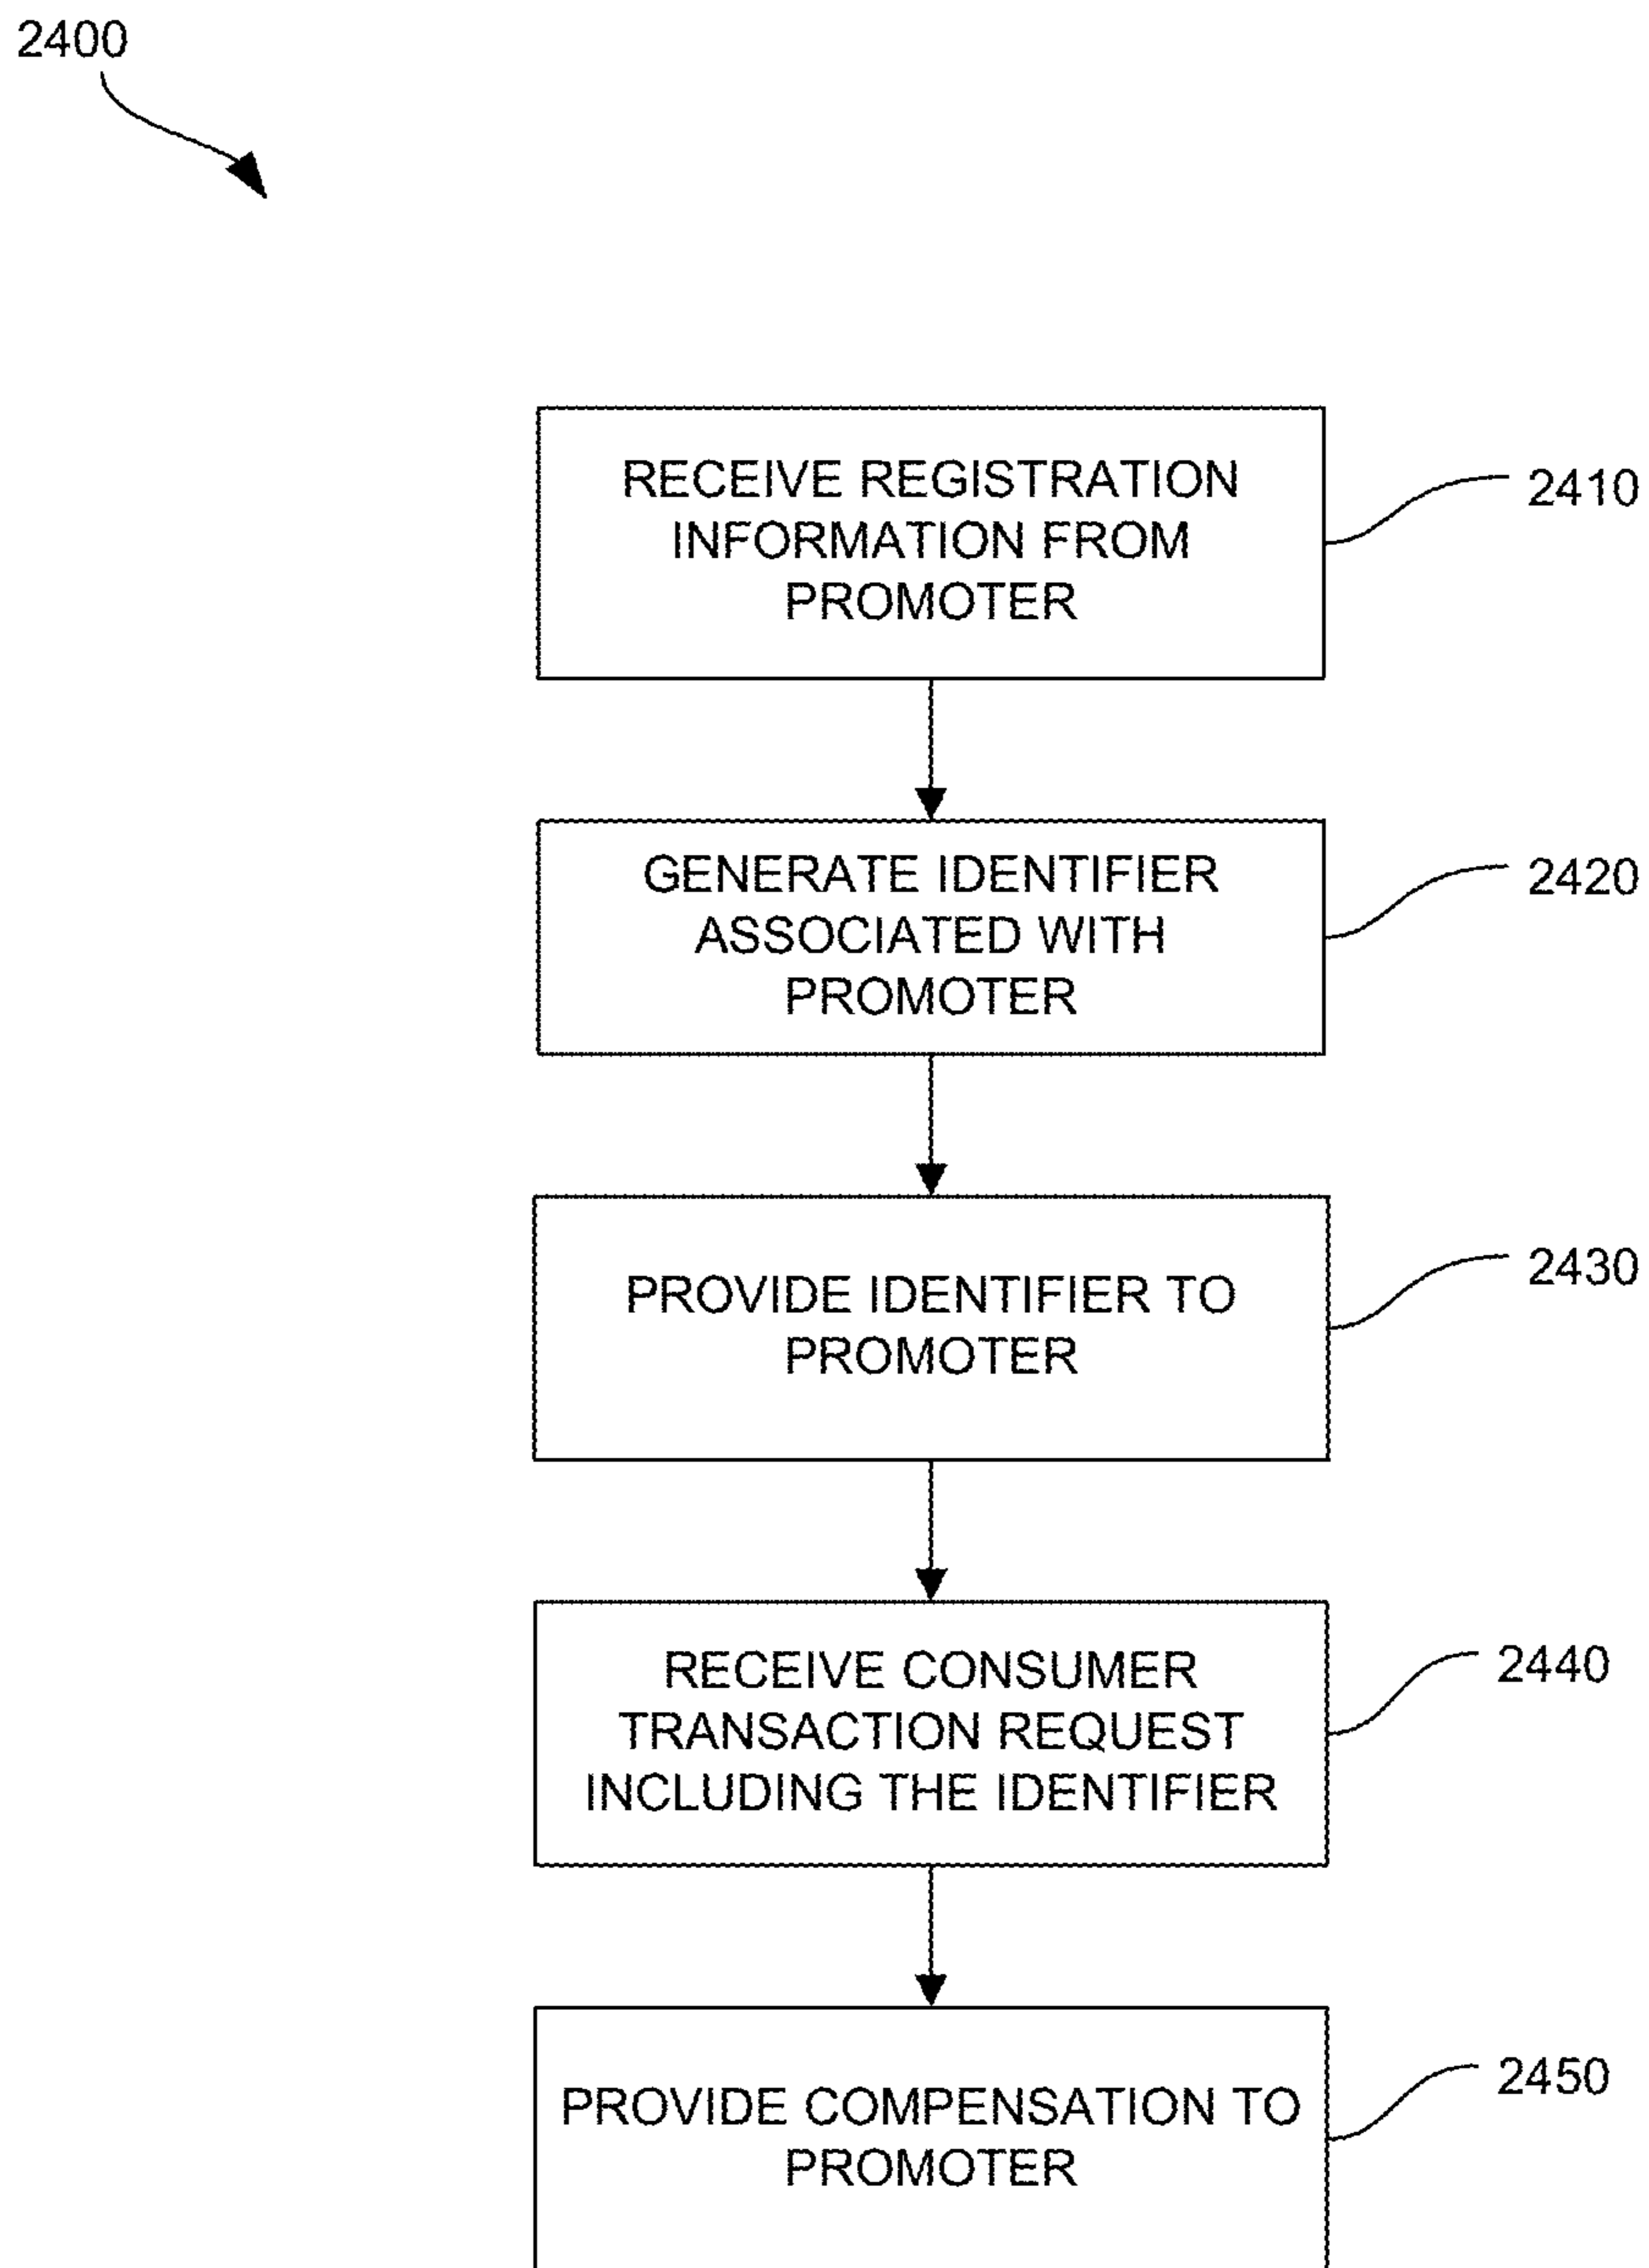 2400
RECEIVE REGISTRATION
INFORMATION FROM
PROMOTER
2410
GENERATE IDENTIFIER
ASSOCIATED WITH
PROMOTER
2420
PROVIDE IDENTIFIER TO
PROMOTER
2430
RECEIVE CONSUMER
TRANSACTION REQUEST
INCLUDING THE IDENTIFIER
2440
PROVIDE COMPENSATION TO
PROMOTER
2450